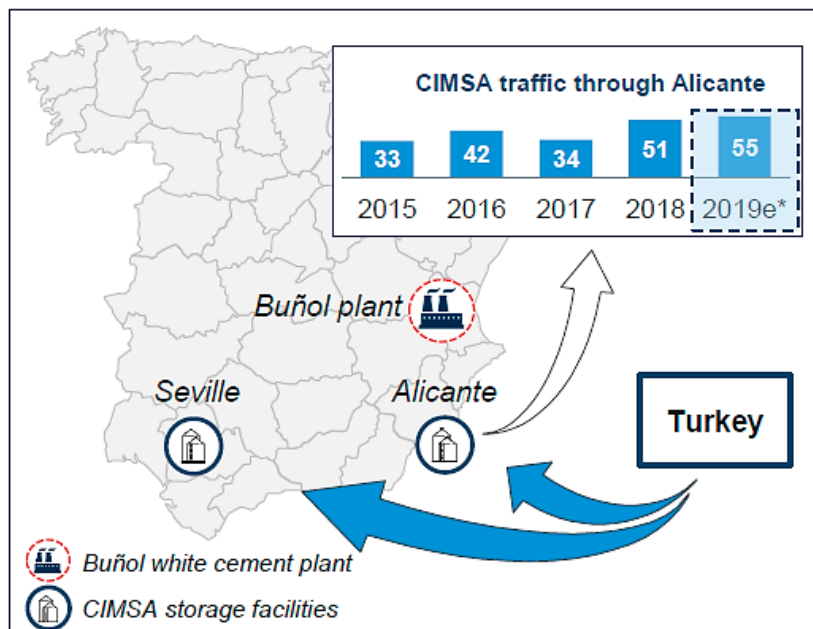 CIMSA traffic through Alicante
33 42 34 51 55
2015 2016 2017 2018 2019e*
Buñol plant
Seville
Alicante
Turkey
Buñol white cement plant
CIMSA storage facilities